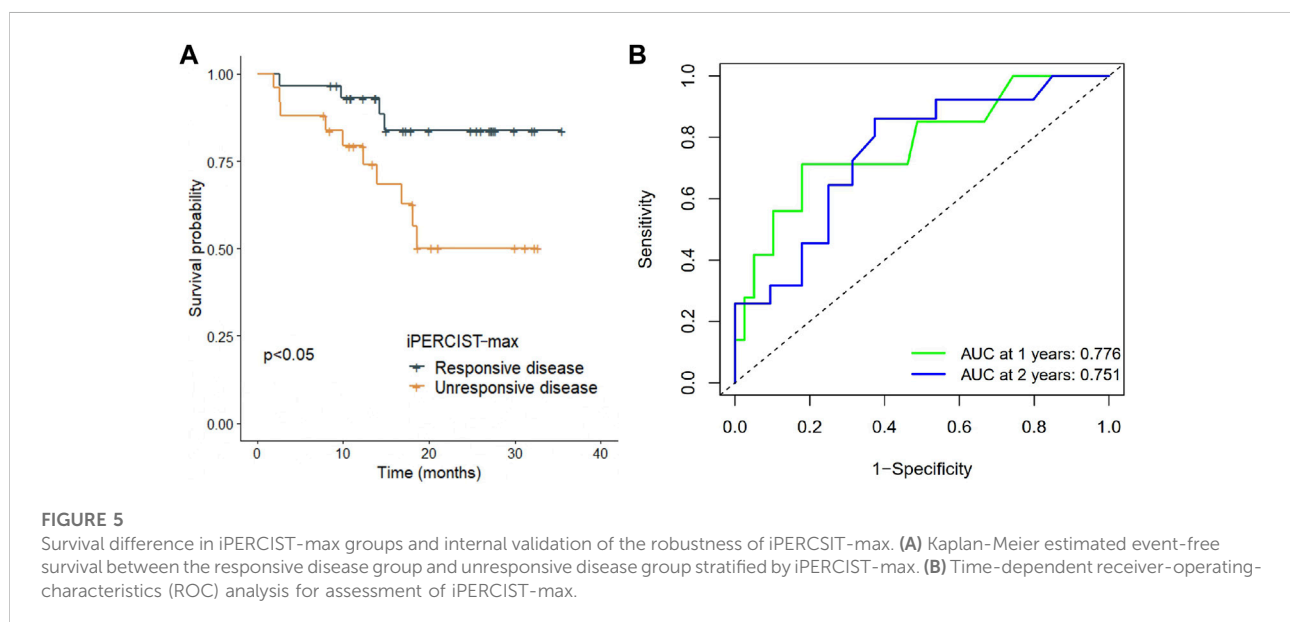 A
1.00
0.75
0.50
0.25
0.00
Survival probability
p<0.05
iPERCIST-max
Responsive disease
Unresponsive disease
0 10 20 30 40
Time (months)
B
1.0
0.8
0.6
0.4
0.2
0.0
Sensitivity
AUC at 1 years: 0.776
AUC at 2 years: 0.751
0.0 0.2 0.4 0.6 0.8 1.0
1-Specificity
FIGURE 5
Survival difference in iPERCIST-max groups and internal validation of the robustness of iPERCSIT-max. (A) Kaplan-Meier estimated event-free
survival between the responsive disease group and unresponsive disease group stratified by iPERCIST-max. (B) Time-dependent receiver-operating-
characteristics (ROC) analysis for assessment of iPERCIST-max.